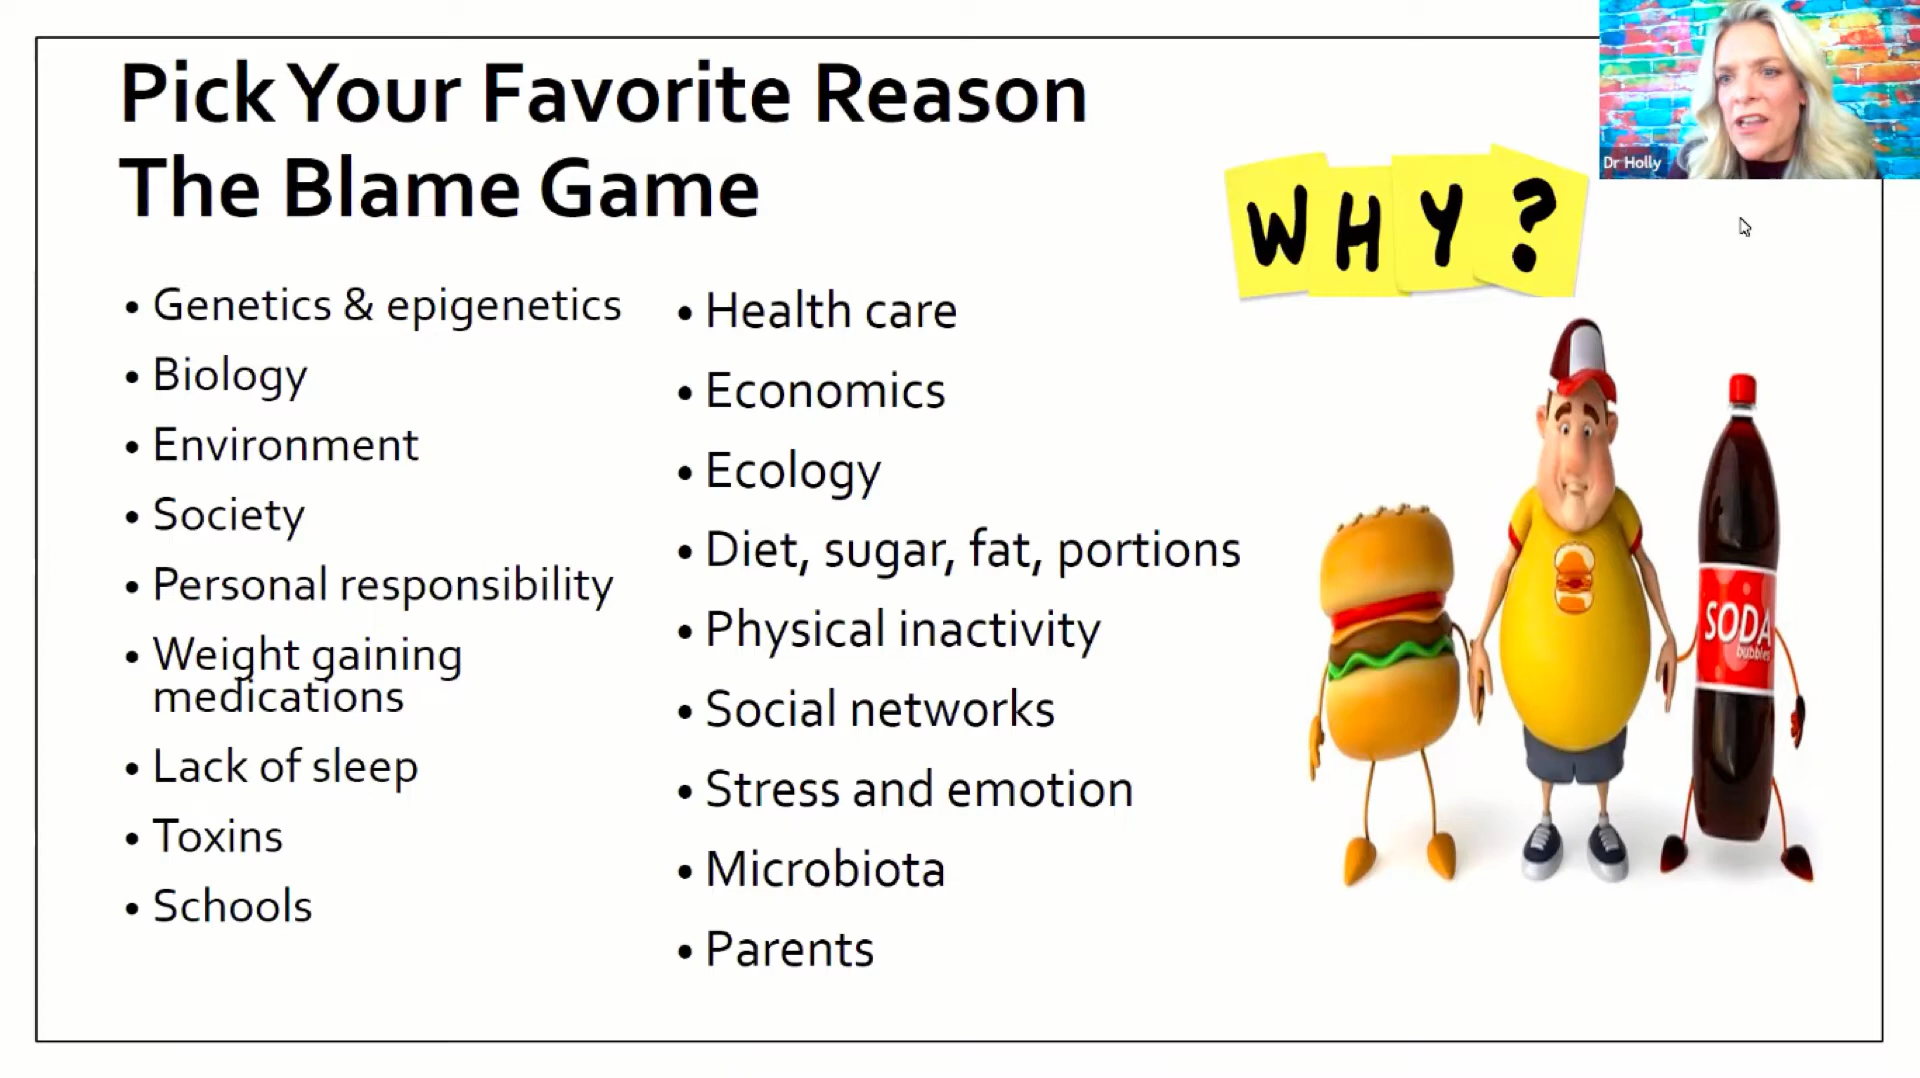 Pick Your Favorite Reason
The Blame Game
WHY?
Dr Holly
• Genetics & epigenetics
• Biology
• Environment
• Society
• Personal responsibility
• Weight gaining
medications
• Lack of sleep
• Toxins
• Schools
• Health care
• Economics
• Ecology
• Diet, sugar, fat, portions
• Physical inactivity
• Social networks
• Stress and emotion
• Microbiota
• Parents
SODA
bubbles